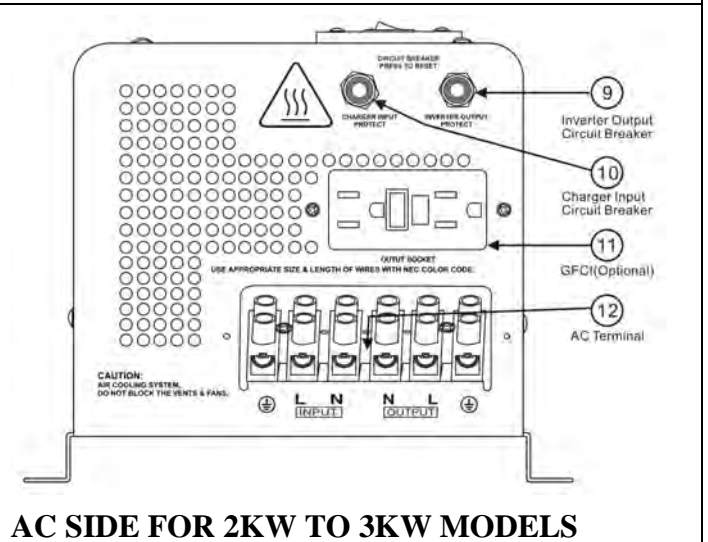 CIRCUIT BREAKER
PRESS TO RESET
CHARGER INPUT
PROTECT
INVERTER OUTPUT
PROTECT
9
Inverter Output
Circuit Breaker
10
Charger Input
Circuit Breaker
11
GFCI(Optional)
OUTUT SOCKET
USE APPROPRIATE SIZE & LENGTH OF WIRES WITH NEC COLOR CODE.
12
AC Terminal
CAUTION:
AIR COOLING SYSTEM,
DO NOT BLOCK THE VENTS & FANS.
L N N L
INPUT OUTPUT
AC SIDE FOR 2KW TO 3KW MODELS